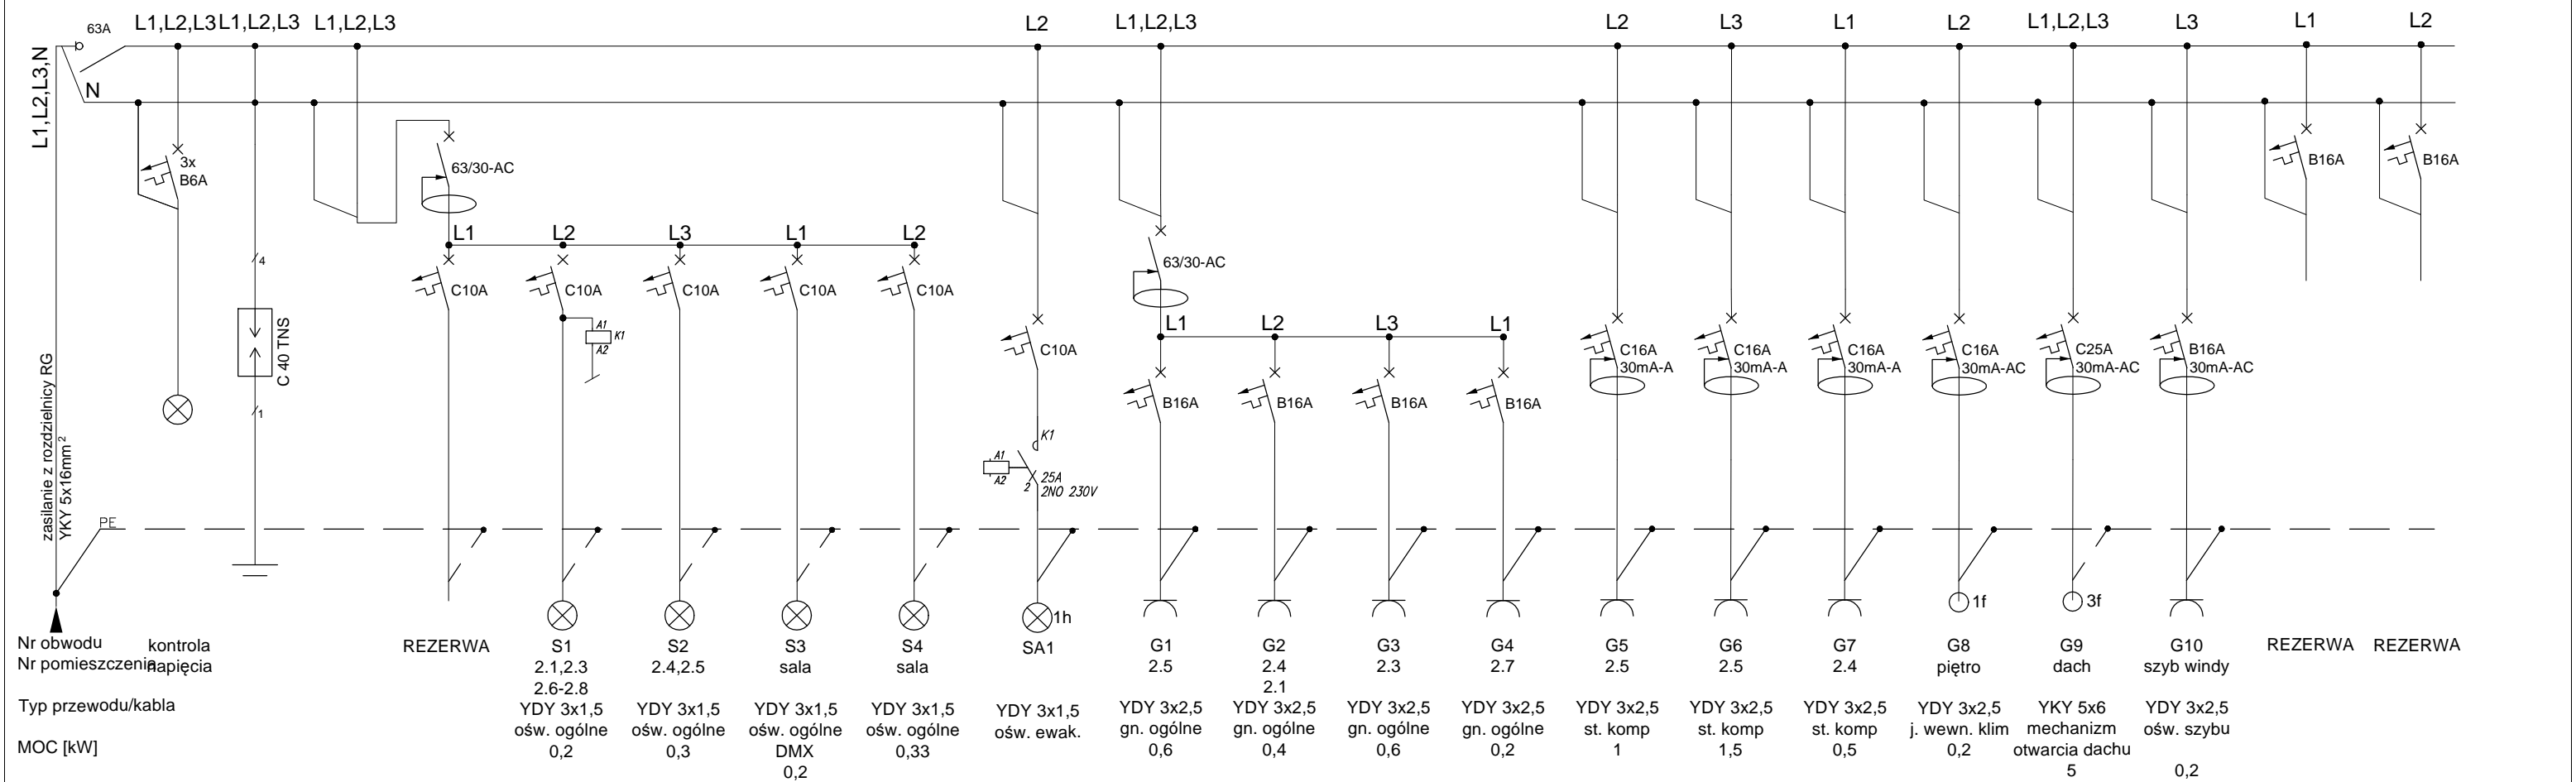 L1,L2,L3 L1,L2,L3 L1,L2,L3 L2 L1,L2,L3 L2 L3 L1 L2 L1,L2,L3 L3 L1 L2
63A
L1,L2,L3,N
N
3x
B6A
63/30-AC
B16A B16A
L1 L2 L3 L1 L2
4
C10A C10A C10A C10A C10A
63/30-AC
C 40 TNS
A1
K1
A2
L1 L2 L3 L1
C10A
C16A C16A C16A C16A C25A B16A
30mA-A 30mA-A 30mA-A 30mA-AC 30mA-AC 30mA-AC
B16A B16A B16A B16A
1
K1
A1
A2
2
25A
2NO 230V
zasilanie z rozdzielnicy RG
YKY 5x16mm²
PE
1h
1f 3f
Nr obwodu kontrola REZERWA S1 S2 S3 S4 SA1 G1 G2 G3 G4 G5 G6 G7 G8 G9 G10 REZERWA REZERWA
Nr pomieszczenia napięcia 2.1,2.3 2.4,2.5 sala sala 2.5 2.4 2.3 2.7 2.5 2.5 2.4 piętro dach szyb windy
2.6-2.8 2.1
Typ przewodu/kabla YDY 3x1,5 YDY 3x1,5 YDY 3x1,5 YDY 3x1,5 YDY 3x1,5 YDY 3x2,5 YDY 3x2,5 YDY 3x2,5 YDY 3x2,5 YDY 3x2,5 YDY 3x2,5 YDY 3x2,5 YDY 3x2,5 YKY 5x6 YDY 3x2,5
ośw. ogólne ośw. ogólne ośw. ogólne ośw. ogólne ośw. ewak. gn. ogólne gn. ogólne gn. ogólne gn. ogólne st. komp st. komp st. komp j. wewn. klim mechanizm ośw. szybu
MOC [kW] 0,2 0,3 DMX 0,33 0,6 0,4 0,6 0,2 1 1,5 0,5 0,2 otwarcia dachu
0,2 5 0,2